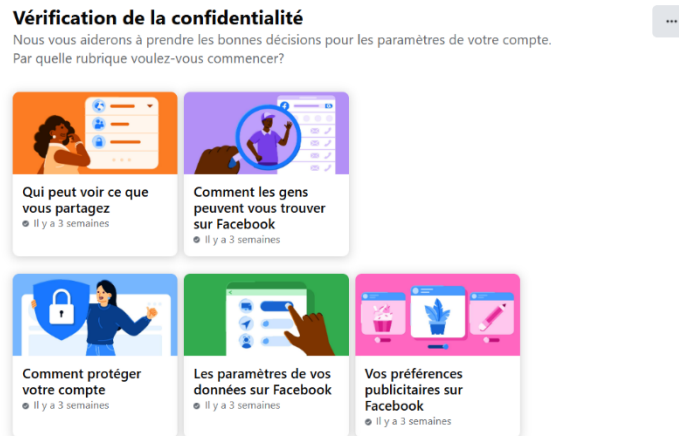 Vérification de la confidentialité
Nous vous aiderons à prendre les bonnes décisions pour les paramètres de votre compte.
Par quelle rubrique voulez-vous commencer?
Qui peut voir ce que
vous partagez
Il y a 3 semaines
Comment les gens
peuvent vous trouver
sur Facebook
Il y a 3 semaines
Comment protéger
votre compte
Il y a 3 semaines
Les paramètres de vos
données sur Facebook
Il y a 3 semaines
Vos préférences
publicitaires sur
Facebook
Il y a 3 semaines